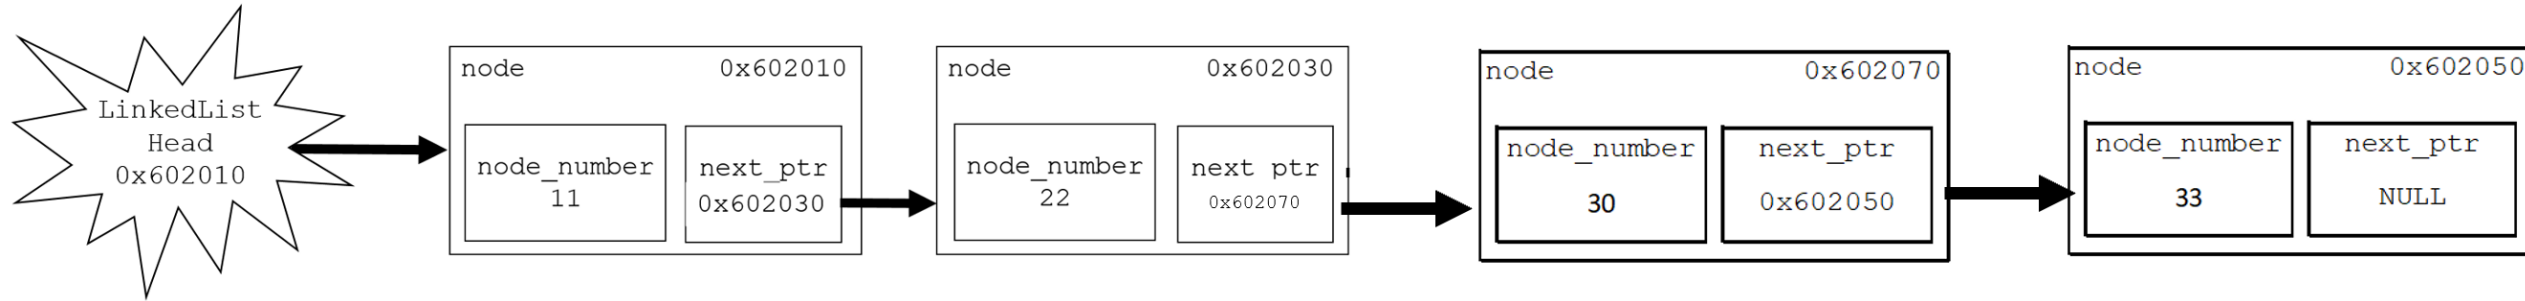 LinkedList
Head
0x602010
node 0x602010
node_number
11
next_ptr
0x602030
node 0x602030
node_number
22
next ptr
0x602070
node 0x602070
node_number
30
next_ptr
0x602050
node 0x602050
node_number
33
next_ptr
NULL